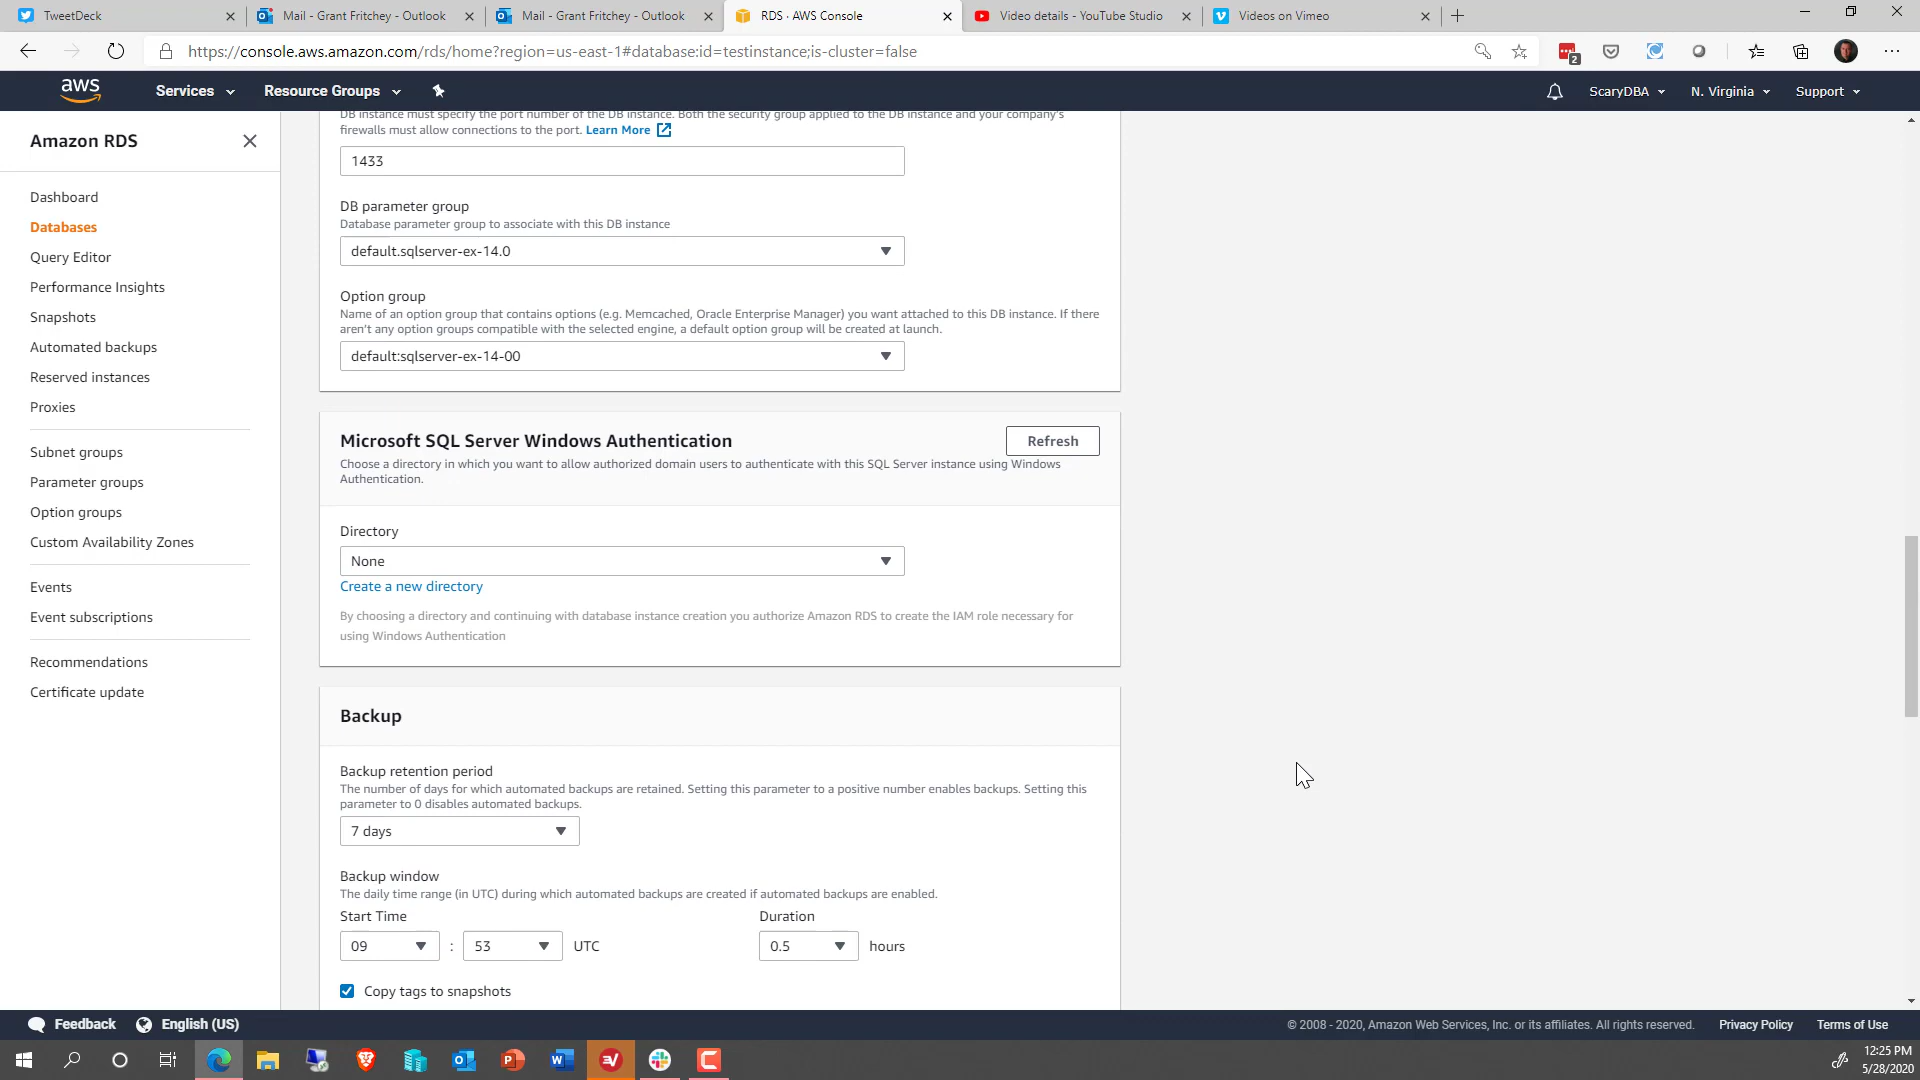 TweetDeck
Mail - Grant Fritchey - Outlook
Mail - Grant Fritchey - Outlook
RDS · AWS Console
Video details - YouTube Studio
Videos on Vimeo
https://console.aws.amazon.com/rds/home?region=us-east-1#database:id=testinstance;is-cluster=false
2
aws
Services
Resource Groups
ScaryDBA
N. Virginia
Support
Amazon RDS
Dashboard
Databases
Query Editor
Performance Insights
Snapshots
Automated backups
Reserved instances
Proxies
Subnet groups
Parameter groups
Option groups
Custom Availability Zones
Events
Event subscriptions
Recommendations
Certificate update
DB instance must specify the port number of the DB instance. Both the security group applied to the DB instance and your company's
firewalls must allow connections to the port. Learn More
1433
DB parameter group
Database parameter group to associate with this DB instance
default.sqlserver-ex-14.0
Option group
Name of an option group that contains options (e.g. Memcached, Oracle Enterprise Manager) you want attached to this DB instance. If there
aren't any option groups compatible with the selected engine, a default option group will be created at launch.
default:sqlserver-ex-14-00
Microsoft SQL Server Windows Authentication
Refresh
Choose a directory in which you want to allow authorized domain users to authenticate with this SQL Server instance using Windows
Authentication.
Directory
None
Create a new directory
By choosing a directory and continuing with database instance creation you authorize Amazon RDS to create the IAM role necessary for
using Windows Authentication
Backup
Backup retention period
The number of days for which automated backups are retained. Setting this parameter to a positive number enables backups. Setting this
parameter to 0 disables automated backups.
7 days
Backup window
The daily time range (in UTC) during which automated backups are created if automated backups are enabled.
Start Time
Duration
09 : 53 UTC
0.5 hours
Copy tags to snapshots
Feedback
English (US)
© 2008 - 2020, Amazon Web Services, Inc. or its affiliates. All rights reserved.
Privacy Policy
Terms of Use
12:25 PM
5/28/2020